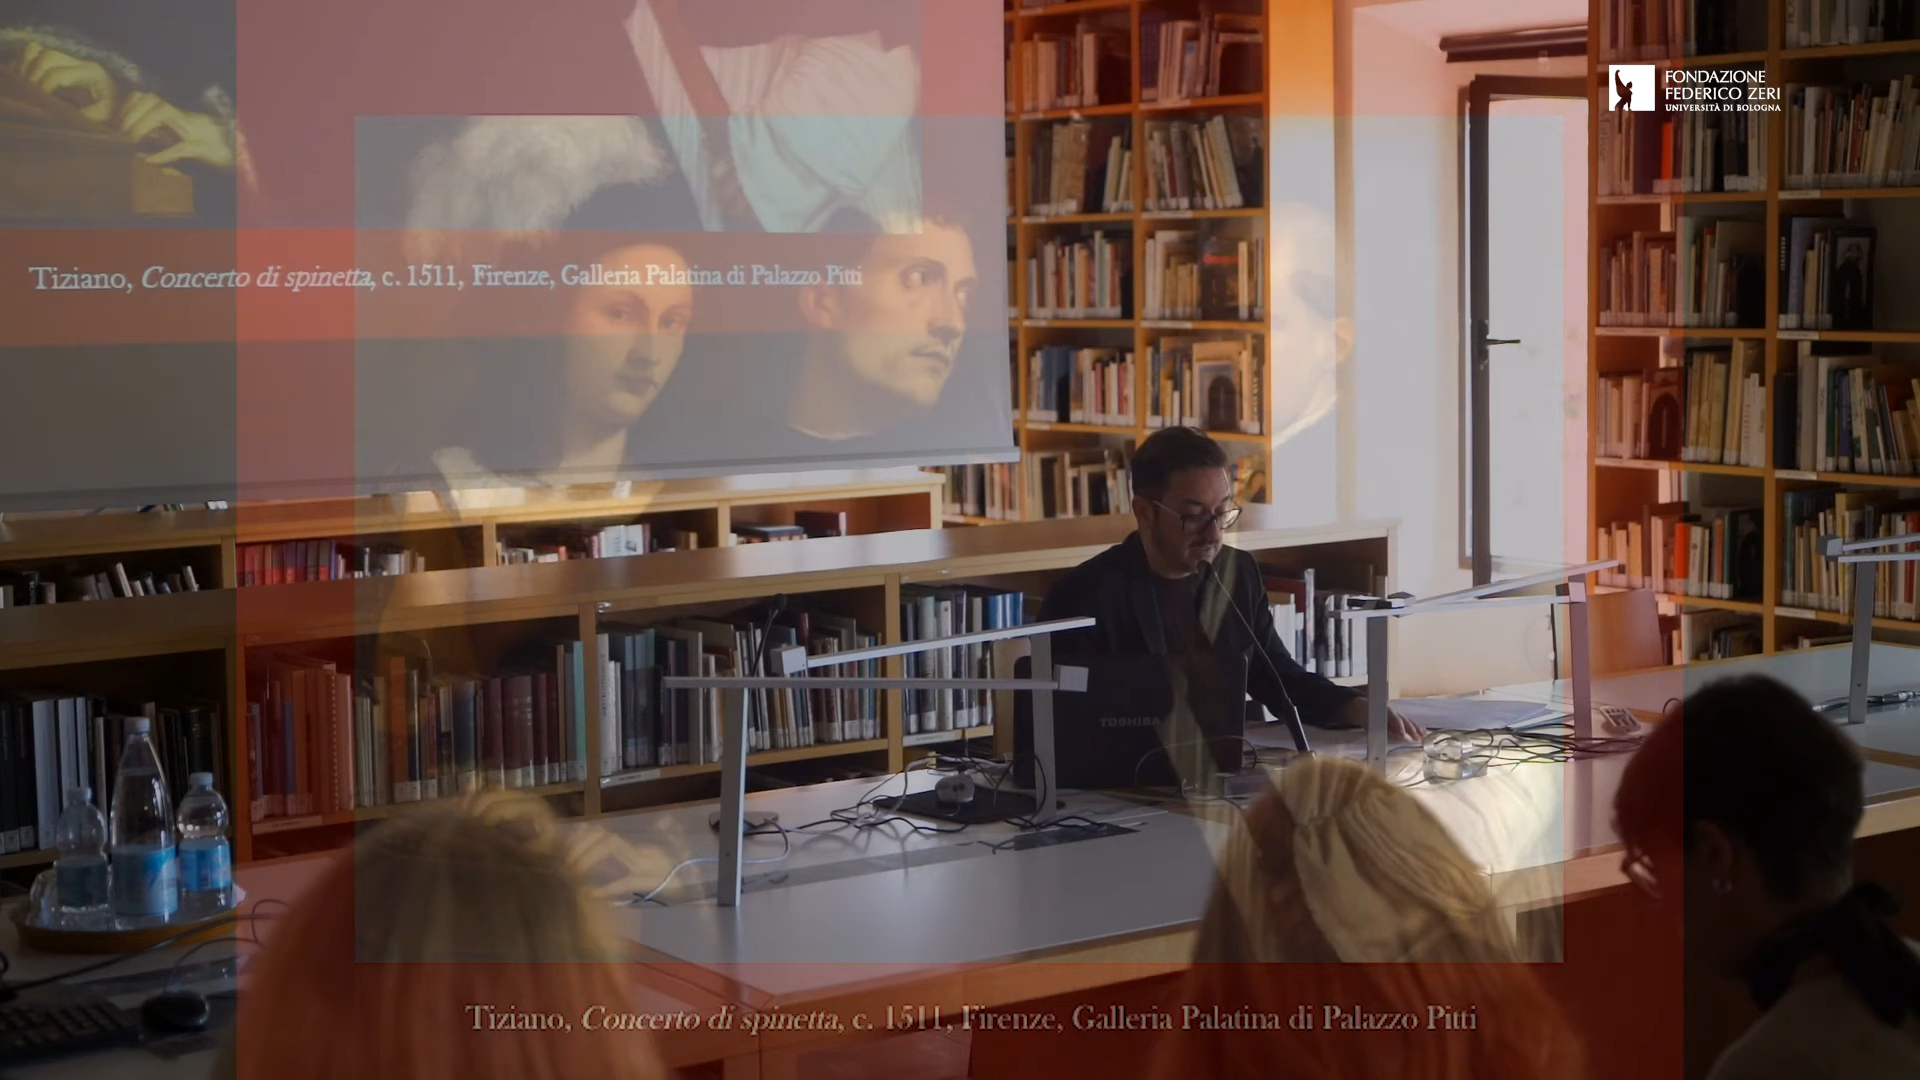 FONDAZIONE
FEDERICO ZERI
UNIVERSITÀ DI BOLOGNA
Tiziano, Concerto di spinetta, c. 1511, Firenze, Galleria Palatina di Palazzo Pitti
TOSHIBA
Tiziano, Concerto di spinetta, c. 1511, Firenze, Galleria Palatina di Palazzo Pitti